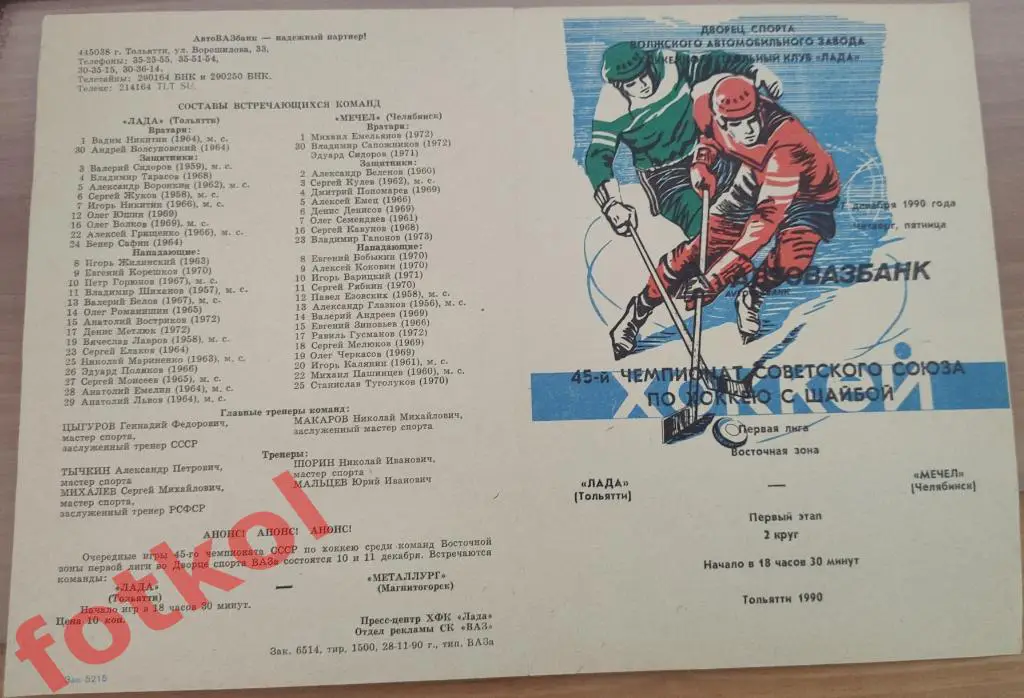 АвтоВАЗбанк — надежный партнер!
445038 г. Тольятти, ул. Ворошилова, 33.
Телефоны: 35-23-55, 35-51-54,
30-35-15, 30-36-14.
Телетайпы: 290164 БНК и 290250 БНК.
Телекс: 214164 TLT SU.
СОСТАВЫ ВСТРЕЧАЮЩИХСЯ КОМАНД
«ЛАДА» (Тольятти)
Вратари:
1 Вадим Никитин (1964), м. с.
30 Андрей Волсуновский (1964)
Защитники:
3 Валерий Сидоров (1959), м. с.
4 Владимир Тарасов (1968)
5 Александр Воронкин (1962), м. с.
6 Сергей Жуков (1958), м. с.
7 Игорь Никитин (1966), м. с.
12 Олег Юшин (1969)
16 Олег Волков (1969), м. с.
22 Алексей Грищенко (1966), м. с.
24 Венер Сафин (1964)
Нападающие:
8 Игорь Жилинский (1963)
9 Евгений Корешков (1970)
10 Петр Горюнов (1967), м. с.
11 Владимир Шиханов (1957), м. с.
13 Валерий Белов (1967), м. с.
14 Олег Романишин (1965)
15 Анатолий Востриков (1972)
17 Денис Метлюк (1972)
19 Вячеслав Лавров (1958), м. с.
23 Сергей Елаков (1964)
25 Николай Мариненко (1963), м. с.
26 Эдуард Поляков (1966)
27 Сергей Моисеев (1965), м. с.
28 Анатолий Емелин (1964), м. с.
29 Анатолий Львов (1964), м. с.
«МЕЧЕЛ» (Челябинск)
Вратари:
1 Михаил Емельянов (1972)
30 Владимир Сапожников (1972)
Эдуард Сидоров (1971)
Защитники:
2 Александр Веленов (1960)
3 Сергей Кулев (1962), м. с.
4 Дмитрий Пономарев (1969)
5 Алексей Емец (1966)
6 Денис Денисов (1969)
7 Олег Семендяев (1961)
16 Сергей Какунов (1968)
23 Владимир Гапонов (1973)
Нападающие:
8 Евгений Бобыкин (1970)
9 Алексей Коковин (1970)
10 Игорь Варицкий (1971)
11 Сергей Рябкин (1970)
12 Павел Езовских (1958), м. с.
13 Александр Глазков (1956), м. с.
14 Валерий Андреев (1969)
15 Евгений Зиновьев (1966)
17 Равиль Гусманов (1972)
18 Сергей Мелюков (1969)
19 Олег Черкасов (1969)
20 Игорь Калянин (1961), м. с.
22 Михаил Пашинцев (1960), м. с.
25 Станислав Туголуков (1970)
Главные тренеры команд:
ЦЫГУРОВ Геннадий Федорович,
мастер спорта,
заслуженный тренер СССР
МАКАРОВ Николай Михайлович,
заслуженный мастер спорта
Тренеры:
ТЫЧКИН Александр Петрович,
мастер спорта
МИХАЛЕВ Сергей Михайлович,
мастер спорта,
заслуженный тренер РСФСР
ШОРИН Николай Иванович,
мастер спорта
МАЛЬЦЕВ Юрий Иванович
АНОНС! АНОНС! АНОНС!
Очередные игры 45-го чемпионата СССР по хоккею среди команд Восточной
зоны первой лиги во Дворце спорта ВАЗа состоятся 10 и 11 декабря. Встречаются
команды:
«ЛАДА» — «МЕТАЛЛУРГ»
(Тольятти) (Магнитогорск)
Начало игр в 18 часов 30 минут.
Цена 10 коп.
Пресс-центр ХФК «Лада»
Отдел рекламы СК «ВАЗ»
Зак. 6514, тир, 1500, 28-11-90 г., тип. ВАЗа
Зак. 5215
fotkol
ДВОРЕЦ СПОРТА
ВОЛЖСКОГО АВТОМОБИЛЬНОГО ЗАВОДА
КЛУБ «ЛАДА»
декабря 1990 года
четверг, пятница
АВТОВАЗБАНК
ХОККЕЙ
45-й ЧЕМПИОНАТ СОВЕТСКОГО СОЮЗА
ПО ХОККЕЮ С ШАЙБОЙ
Первая лига
Восточная зона
«ЛАДА» — «МЕЧЕЛ»
(Тольятти) (Челябинск)
Первый этап
2 круг
Начало в 18 часов 30 минут
Тольятти 1990